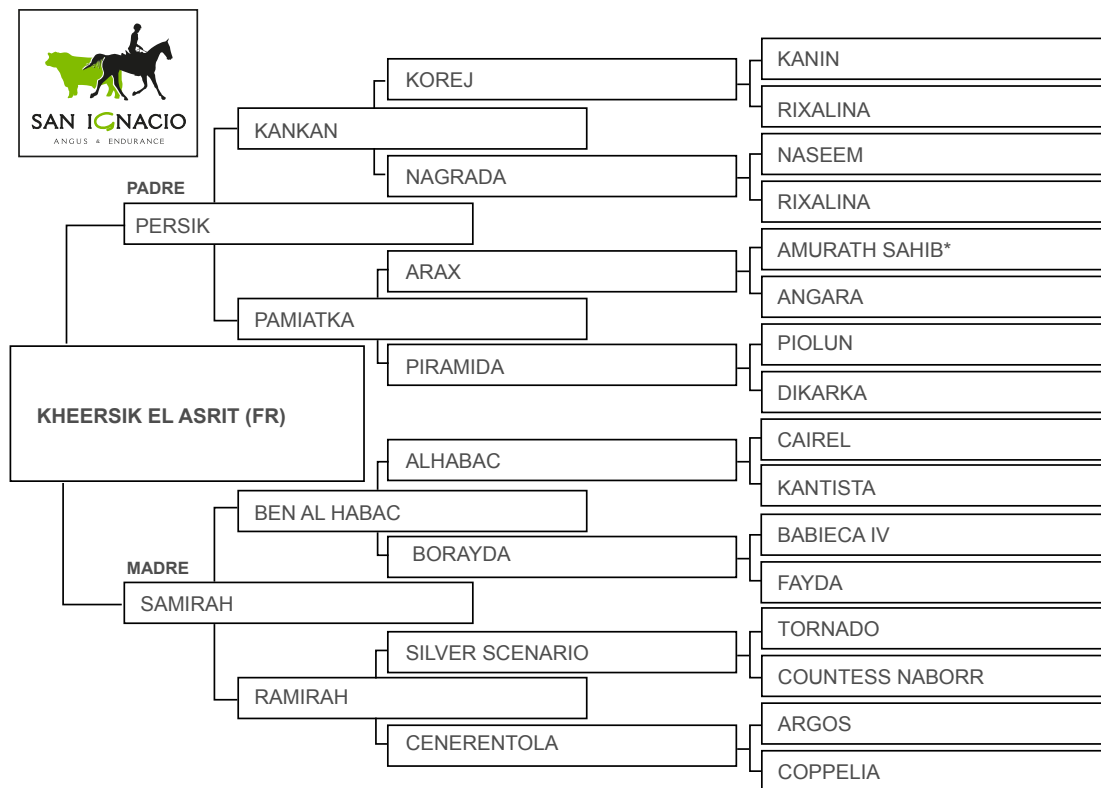 SAN IGNACIO
ANGUS & ENDURANCE
KHEERSIK EL ASRIT (FR)
PADRE
PERSIK
MADRE
SAMIRAH
KANKAN
PAMIATKA
BEN AL HABAC
RAMIRAH
KOREJ
NAGRADA
ARAX
PIRAMIDA
ALHABAC
BORAYDA
SILVER SCENARIO
CENERENTOLA
KANIN
RIXALINA
NASEEM
RIXALINA
AMURATH SAHIB*
ANGARA
PIOLUN
DIKARKA
CAIREL
KANTISTA
BABIECA IV
FAYDA
TORNADO
COUNTESS NABORR
ARGOS
COPPELIA